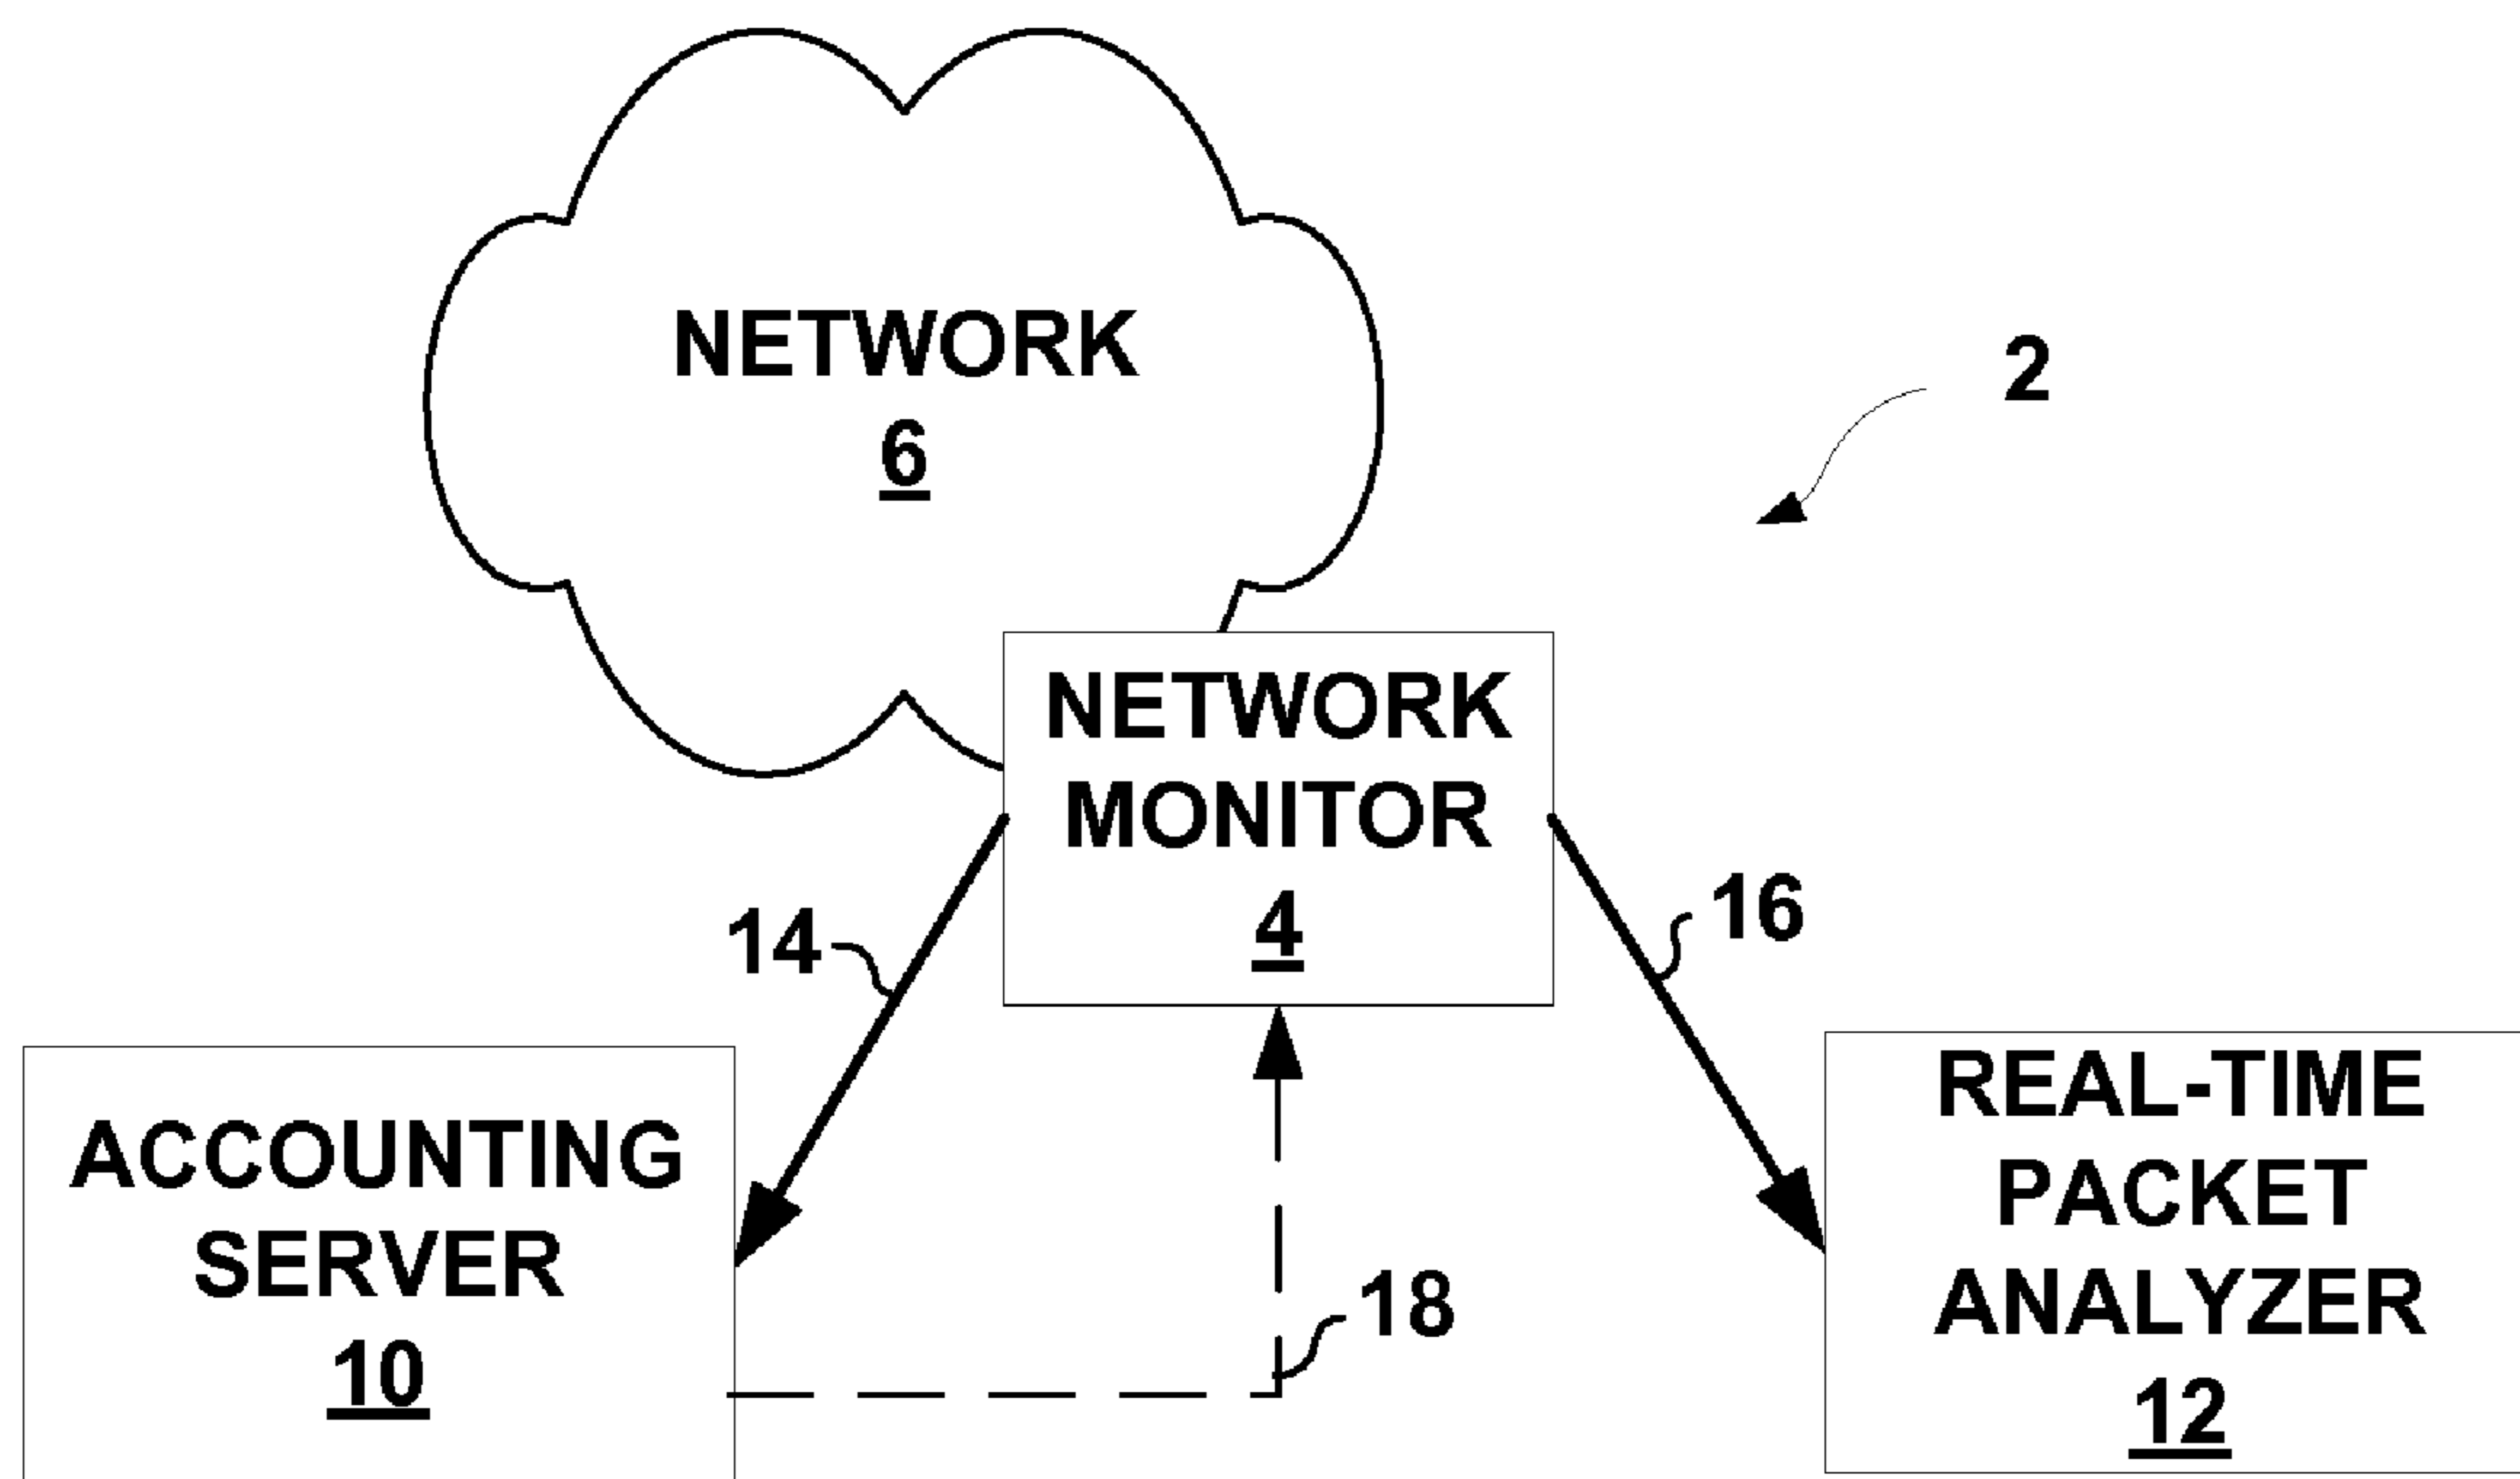 NETWORK
6
2
NETWORK
MONITOR
4
14
16
ACCOUNTING
SERVER
10
18
REAL-TIME
PACKET
ANALYZER
12